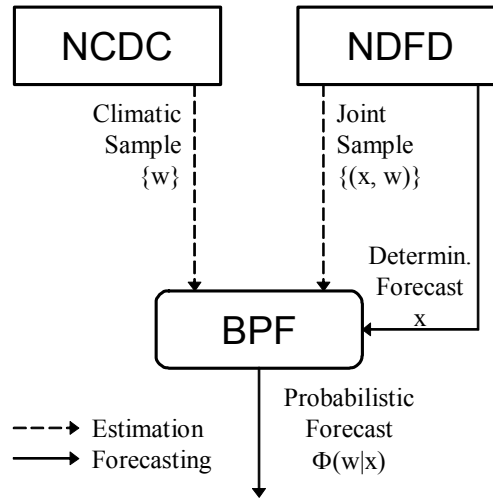 NCDC
NDFD
Climatic
Sample
{w}
Joint
Sample
{(x, w)}
Determin.
Forecast
x
BPF
Probabilistic
Forecast
Φ(w|x)
Estimation
Forecasting